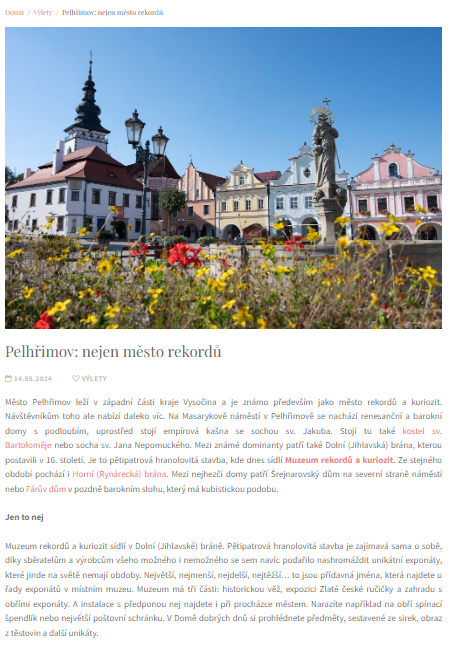 Domů / Výlety / Pelhřimov: nejen město rekordů
Pelhřimov: nejen město rekordů
14.05.2024 VÝLETY
Město Pelhřimov leží v západní části kraje Vysočina a je známo především jako město rekordů a kuriozit.
Návštěvníkům toho ale nabízí daleko víc. Na Masarykově náměstí v Pelhřimově se nachází renesanční a barokní
domy s podloubím, uprostřed stojí empírová kašna se sochou sv. Jakuba. Stojí tu také kostel sv.
Bartoloměje nebo socha sv. Jana Nepomuckého. Mezi známé dominanty patří také Dolní (Jihlavská) brána, kterou
postavili v 16. století. Je to pětipatrová hranolovitá stavba, kde dnes sídlí Muzeum rekordů a kuriozit. Ze stejného
období pochází i Horní (Rynárecká) brána. Mezi nejhezčí domy patří Šrejnarovský dům na severní straně náměstí
nebo Fárův dům v pozdně barokním slohu, který má kubistickou podobu.
Jen to nej
Muzeum rekordů a kuriozit sídlí v Dolní (Jihlavské) bráně. Pětipatrová hranolovitá stavba je zajímavá sama o sobě,
díky sběratelům a výrobcům všeho možného i nemožného se sem navíc podařilo nashromáždit unikátní exponáty,
které jinde na světě nemají obdoby. Největší, nejmenší, nejdelší, nejtěžší... to jsou přídavná jména, která najdete u
řady exponátů v místním muzeu. Muzeum má tři části: historickou věž, expozici Zlaté české ručičky a zahradu s
obřími exponáty. A instalace s předponou nej najdete i při procházce městem. Narazíte například na obří spínací
špendlík nebo největší poštovní schránku. V Domě dobrých dnů si prohlédnete předměty, sestavené ze sirek, obraz
z těstovin a další unikáty.